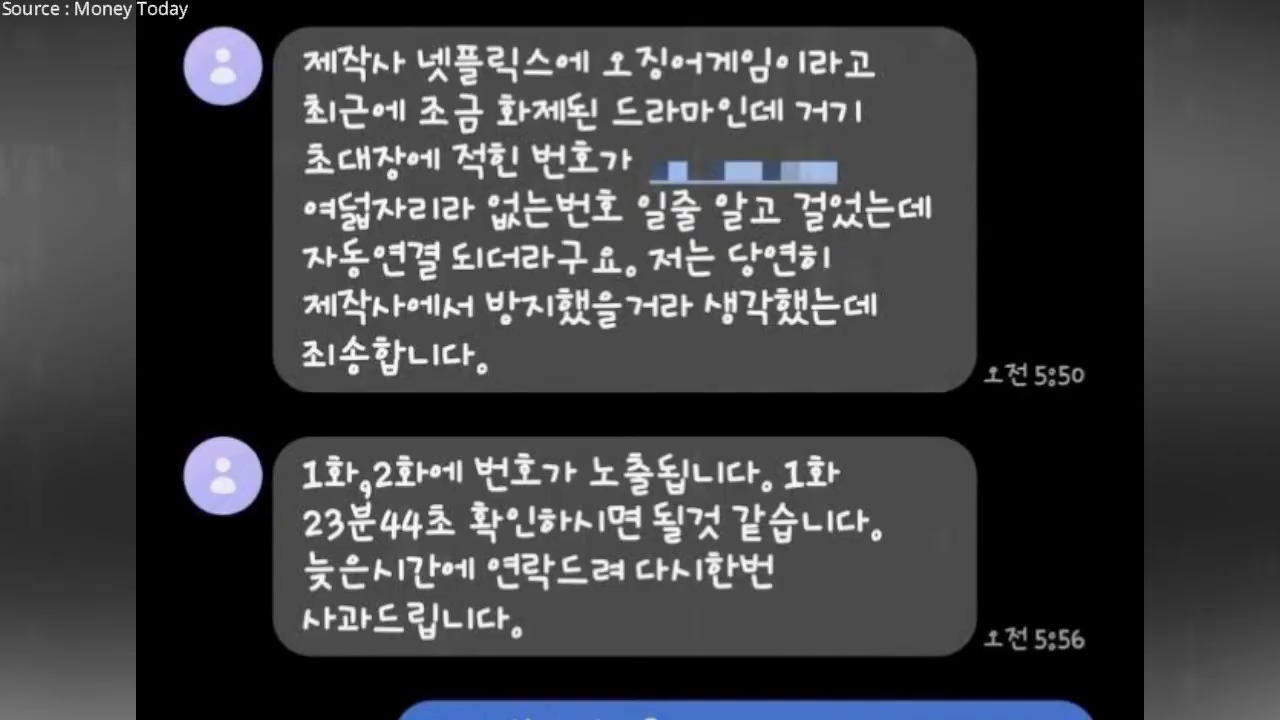 Source : Money Today
제작사 넷플릭스에 오징어게임이라고
최근에 조금 화제된 드라마인데 거기
초대장에 적힌 번호가
여덟자리라 없는번호 일줄 알고 걸었는데
자동연결 되더라구요. 저는 당연히
제작사에서 방지했을거라 생각했는데
죄송합니다.
오전 5:50
1화,2화에 번호가 노출됩니다. 1화
23분44초 확인하시면 될것 같습니다.
늦은시간에 연락드려 다시한번
사과드립니다.
오전 5:56